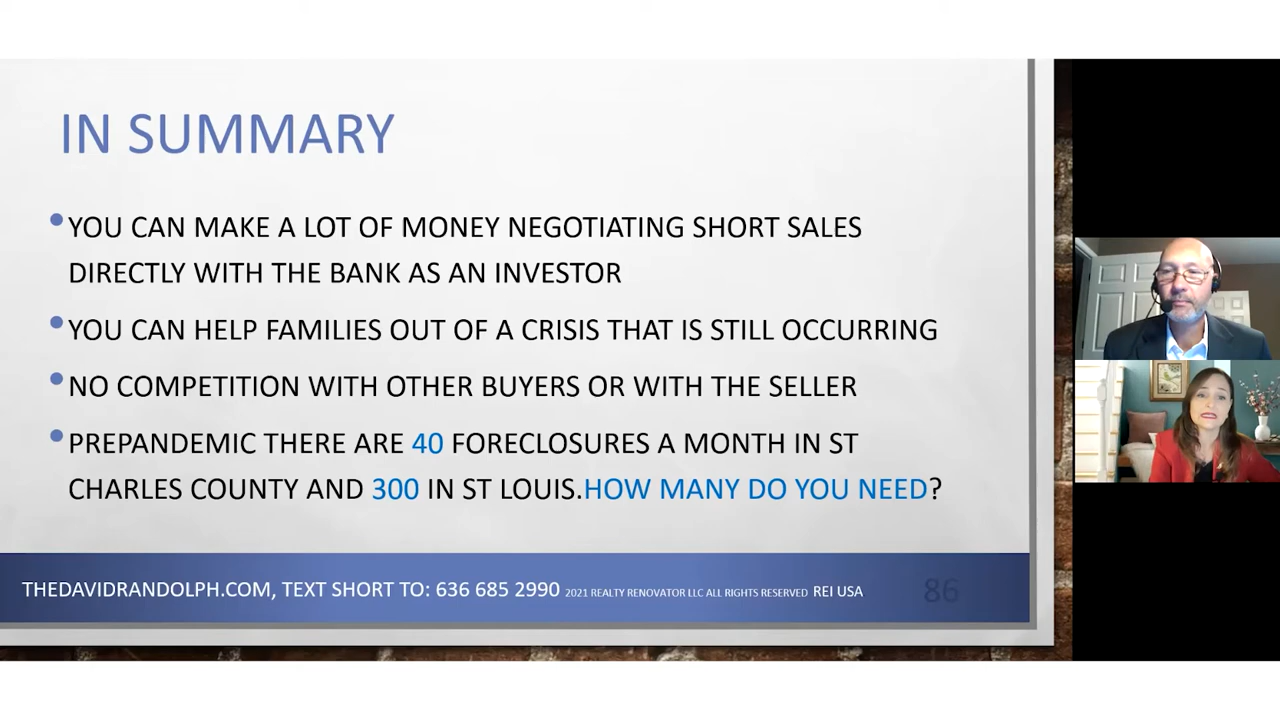 IN SUMMARY
YOU CAN MAKE A LOT OF MONEY NEGOTIATING SHORT SALES
DIRECTLY WITH THE BANK AS AN INVESTOR
YOU CAN HELP FAMILIES OUT OF A CRISIS THAT IS STILL OCCURRING
NO COMPETITION WITH OTHER BUYERS OR WITH THE SELLER
PREPANDEMIC THERE ARE 40 FORECLOSURES A MONTH IN ST
CHARLES COUNTY AND 300 IN ST LOUIS.HOW MANY DO YOU NEED?
THEDAVIDRANDOLPH.COM, TEXT SHORT TO: 636 685 2990 2021 REALTY RENOVATOR LLC ALL RIGHTS RESERVED REI USA 86